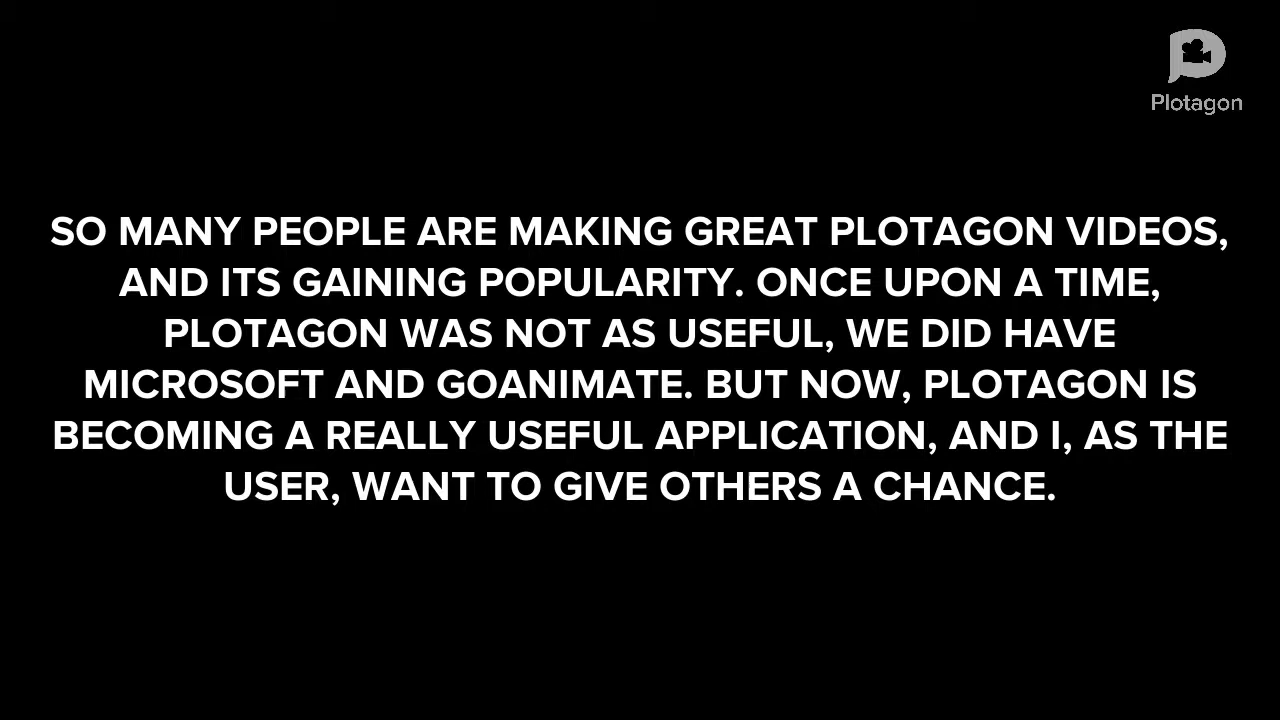 Plotagon
SO MANY PEOPLE ARE MAKING GREAT PLOTAGON VIDEOS,
AND ITS GAINING POPULARITY. ONCE UPON A TIME,
PLOTAGON WAS NOT AS USEFUL, WE DID HAVE
MICROSOFT AND GOANIMATE. BUT NOW, PLOTAGON IS
BECOMING A REALLY USEFUL APPLICATION, AND I, AS THE
USER, WANT TO GIVE OTHERS A CHANCE.